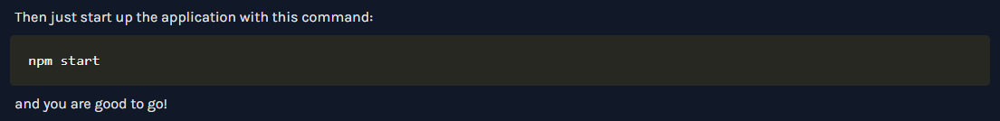 Then just start up the application with this command:
npm start
and you are good to go!